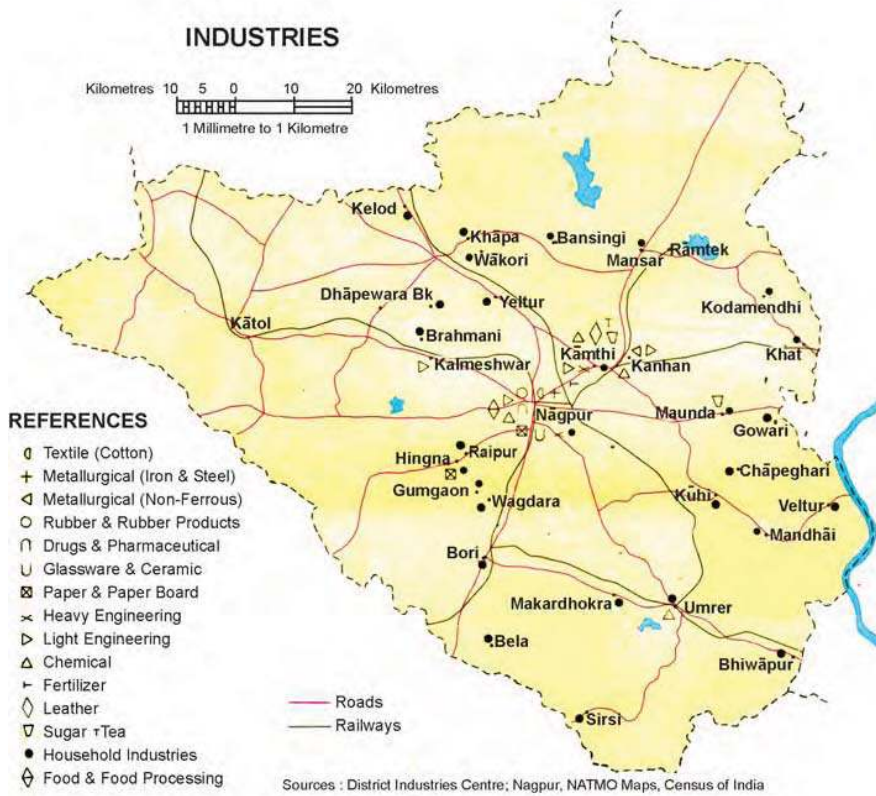 INDUSTRIES
Kilometres 10 5 0 10 20 Kilometres
1 Millimetre to 1 Kilometre
Kelod
Khāpa
Bansingi
Wākori
Mansar
Rāmtek
Dhāpewara Bk
Yeltur
Kodamendhi
Kātol
Brahmani
Kāmthi
Khat
Kalmeshwar
Kanhan
Nāgpur
Maunda
Gowari
Hingna
Raipur
Chāpeghari
Gumgaon
Wagdara
Kūhi
Veltur
Mandhāi
Bori
Makardhokra
Umrer
Bela
Bhiwāpur
Sirsi
REFERENCES
Textile (Cotton)
Metallurgical (Iron & Steel)
Metallurgical (Non-Ferrous)
Rubber & Rubber Products
Drugs & Pharmaceutical
Glassware & Ceramic
Paper & Paper Board
Heavy Engineering
Light Engineering
Chemical
Fertilizer
Leather
Sugar Tea
Household Industries
Food & Food Processing
Roads
Railways
Sources : District Industries Centre; Nagpur, NATMO Maps, Census of India